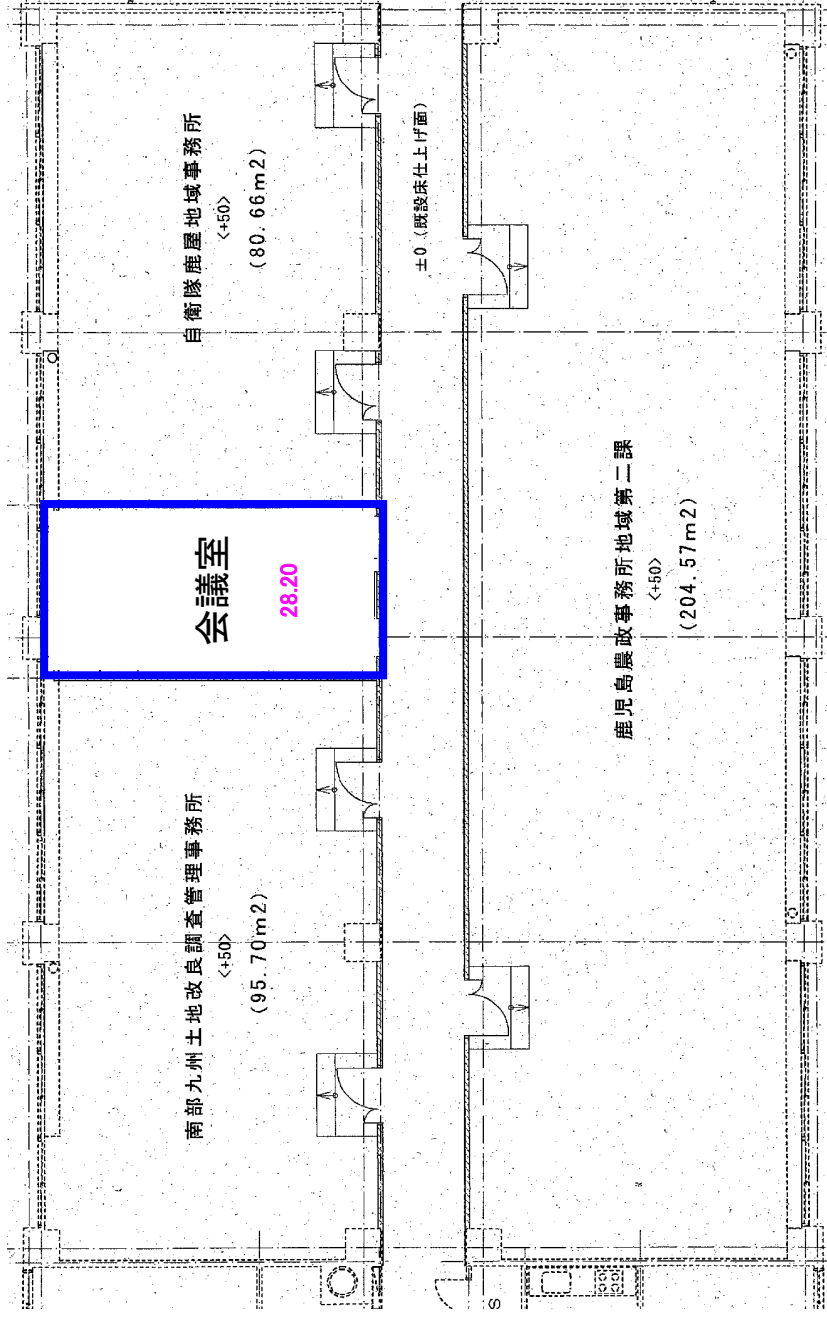 自衛隊鹿屋地域事務所
<+50>
(80.66m2)
±0 (既設床仕上げ面)
会議室
28.20
鹿児島農政事務所地域第二課
<+50>
(204.57m2)
南部九州土地改良調査管理事務所
<+50>
(95.70m2)
S